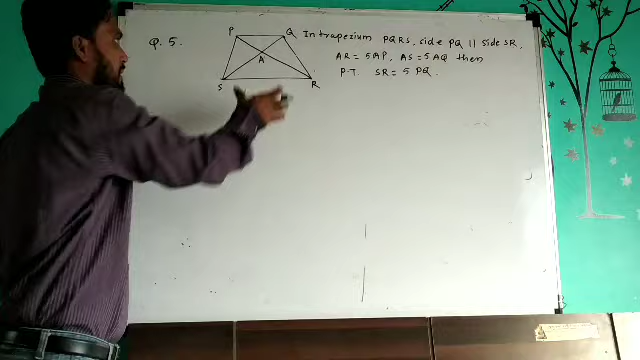 Q.5.
P
Q
A
S
R
In trapezium PQRS, side PQ || side SR,
AR = 5AP, AS = 5AQ then
P.T. SR = 5 PQ.